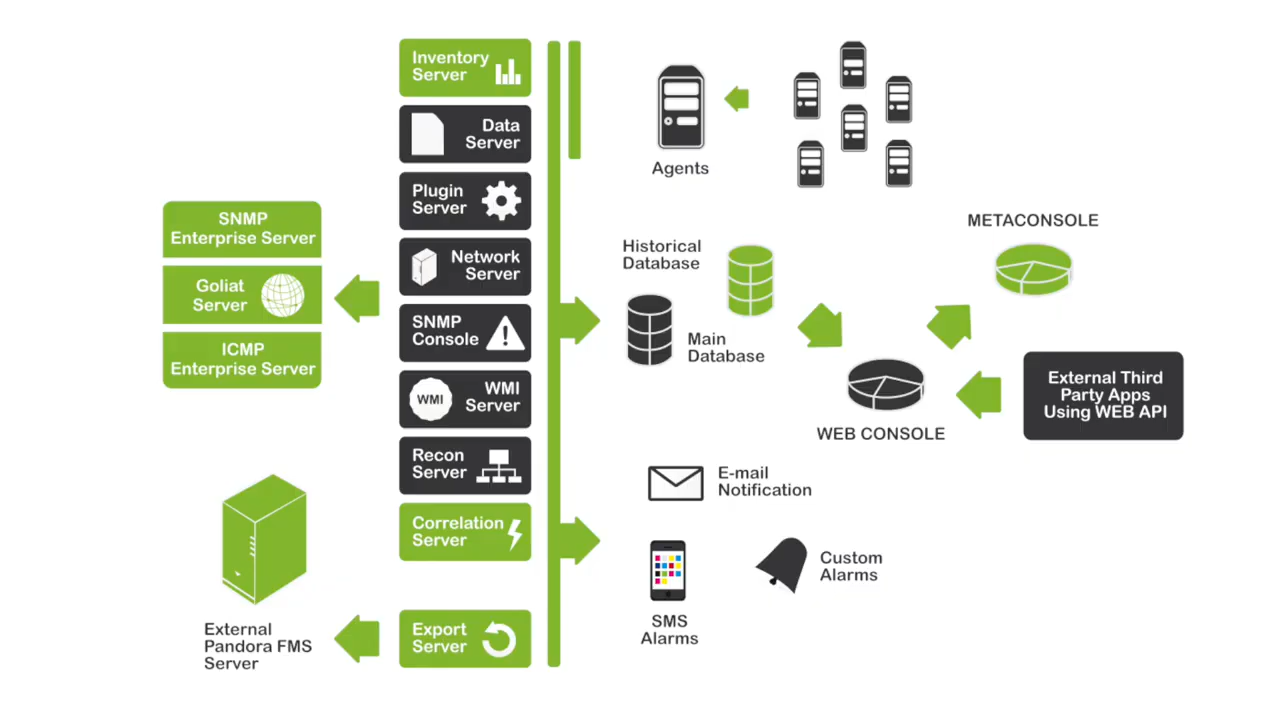 Inventory
Server
Data
Server
Plugin
Server
Network
Server
SNMP
Console
WMI
WMI
Server
Recon
Server
Correlation
Server
Export
Server
SNMP
Enterprise Server
Goliat
Server
ICMP
Enterprise Server
External
Pandora FMS
Server
Agents
Historical
Database
Main
Database
METACONSOLE
WEB CONSOLE
External Third
Party Apps
Using WEB API
E-mail
Notification
SMS
Alarms
Custom
Alarms